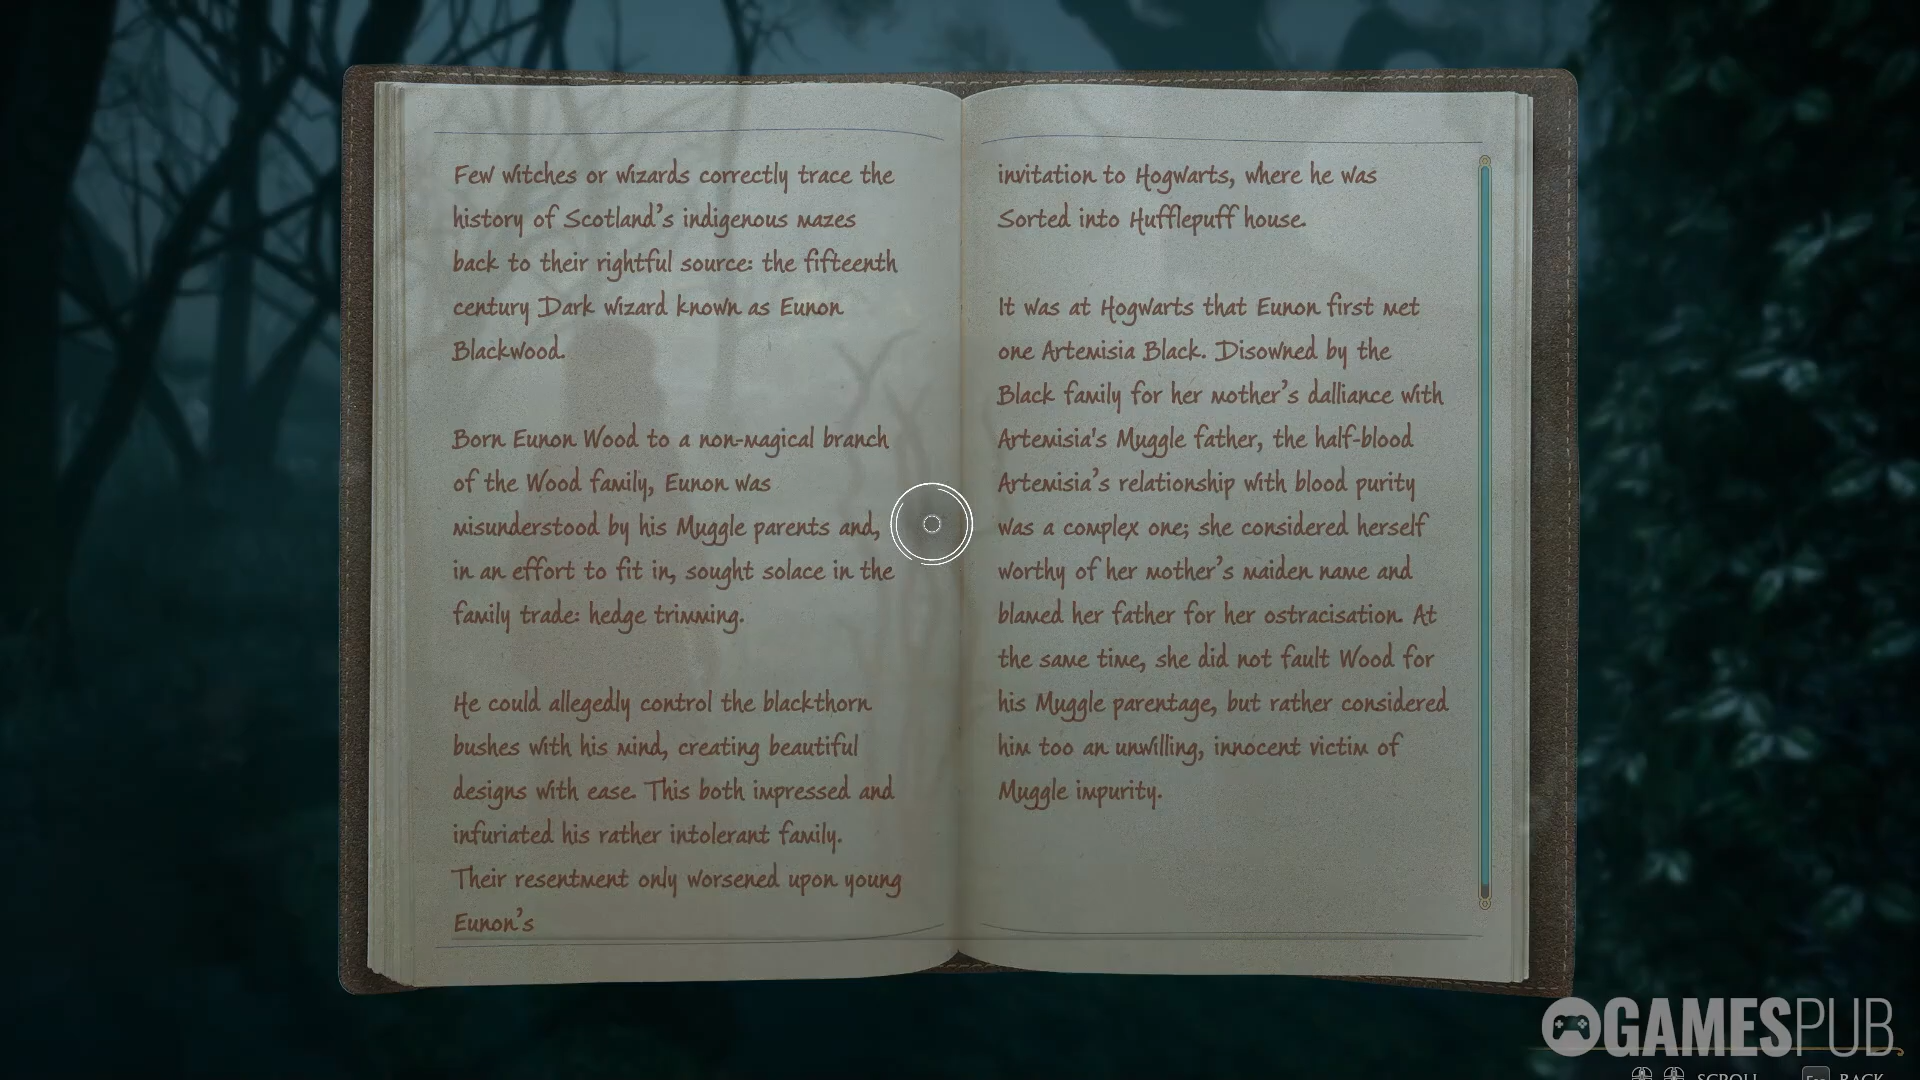 Few witches or wizards correctly trace the
history of Scotland's indigenous mazes
back to their rightful source: the fifteenth
century Dark wizard known as Eunon
Blackwood.
Born Eunon Wood to a non-magical branch
of the Wood family, Eunon was
misunderstood by his Muggle parents and,
in an effort to fit in, sought solace in the
family trade: hedge trimming.
He could allegedly control the blackthorn
bushes with his mind, creating beautiful
designs with ease. This both impressed and
infuriated his rather intolerant family.
Their resentment only worsened upon young
Eunon's
invitation to Hogwarts, where he was
Sorted into Hufflepuff house.
It was at Hogwarts that Eunon first met
one Artemisia Black. Disowned by the
Black family for her mother's dalliance with
Artemisia's Muggle father, the half-blood
Artemisia's relationship with blood purity
was a complex one; she considered herself
worthy of her mother's maiden name and
blamed her father for her ostracisation. At
the same time, she did not fault Wood for
his Muggle parentage, but rather considered
him too an unwilling, innocent victim of
Muggle impurity.
GAMESPUB
SCROLL Esc BACK